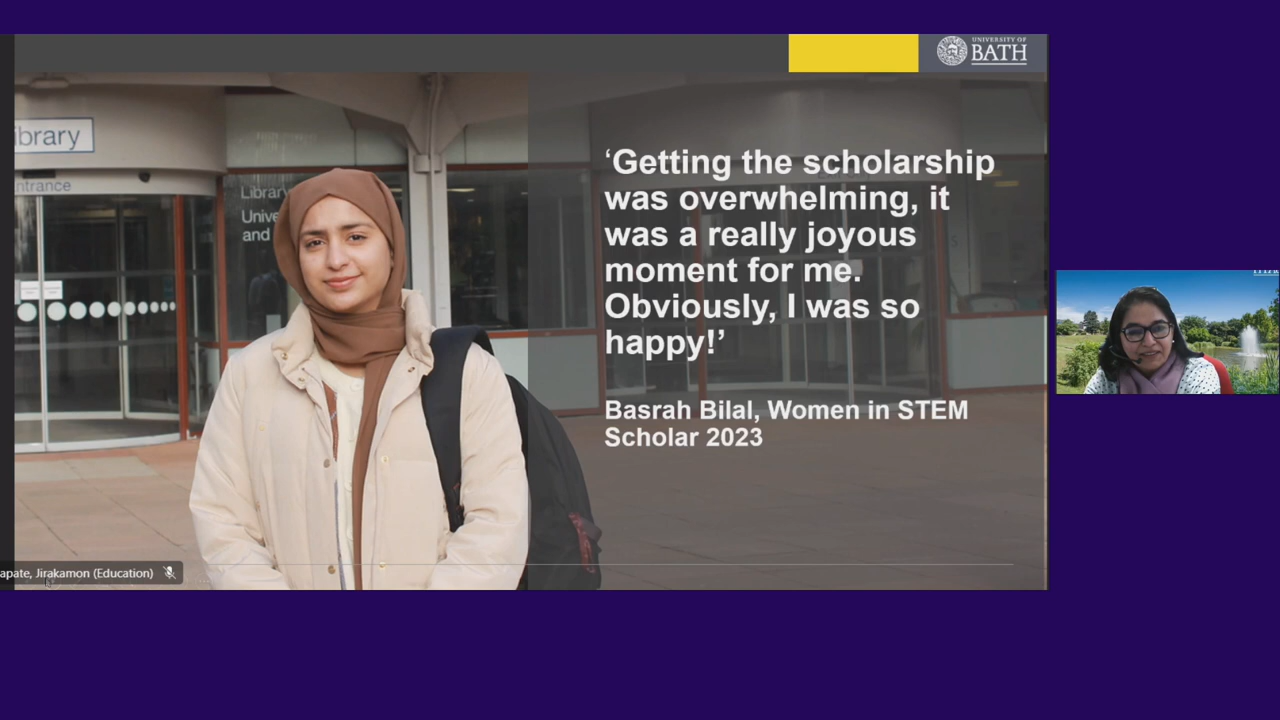 UNIVERSITY OF
BATH
ibrary
ntrance
Library
Unive
and
‘Getting the scholarship
was overwhelming, it
was a really joyous
moment for me.
Obviously, I was so
happy!’
Basrah Bilal, Women in STEM
Scholar 2023
apate, Jirakamon (Education)